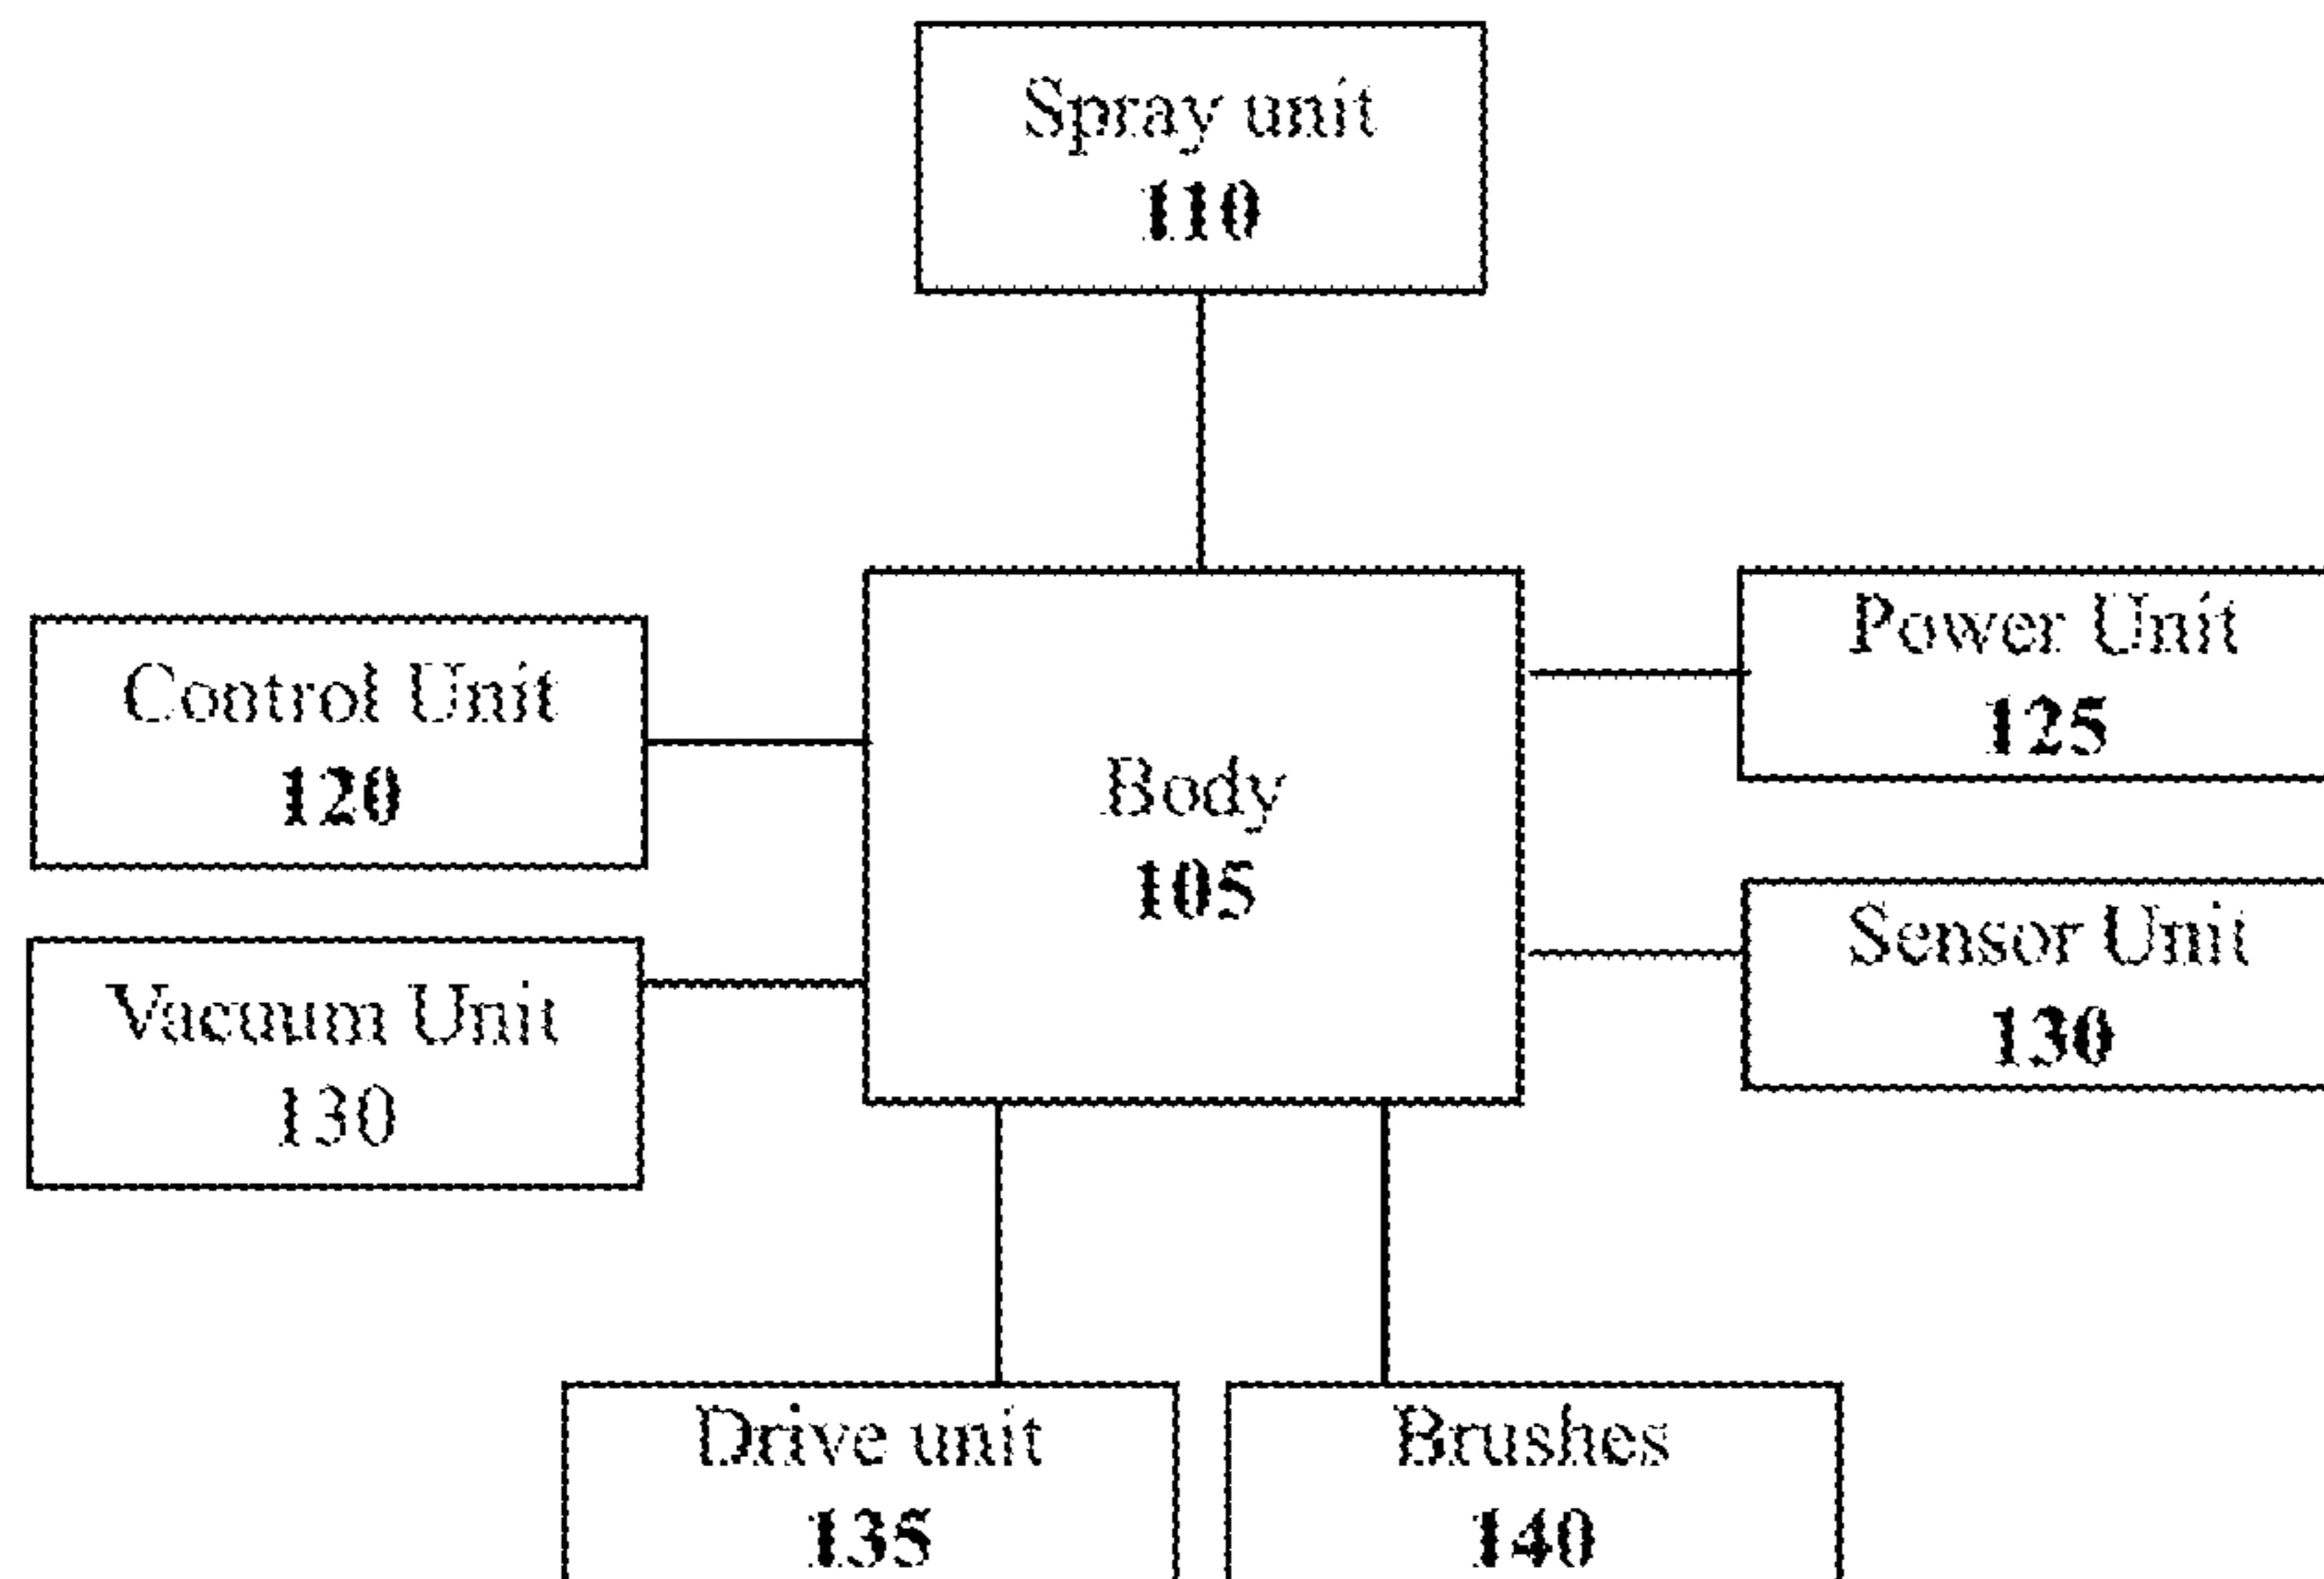 Spray unit
110
Control Unit
120
Body
105
Power Unit
125
Vacuum Unit
130
Sensor Unit
130
Drive unit
135
Brushes
140